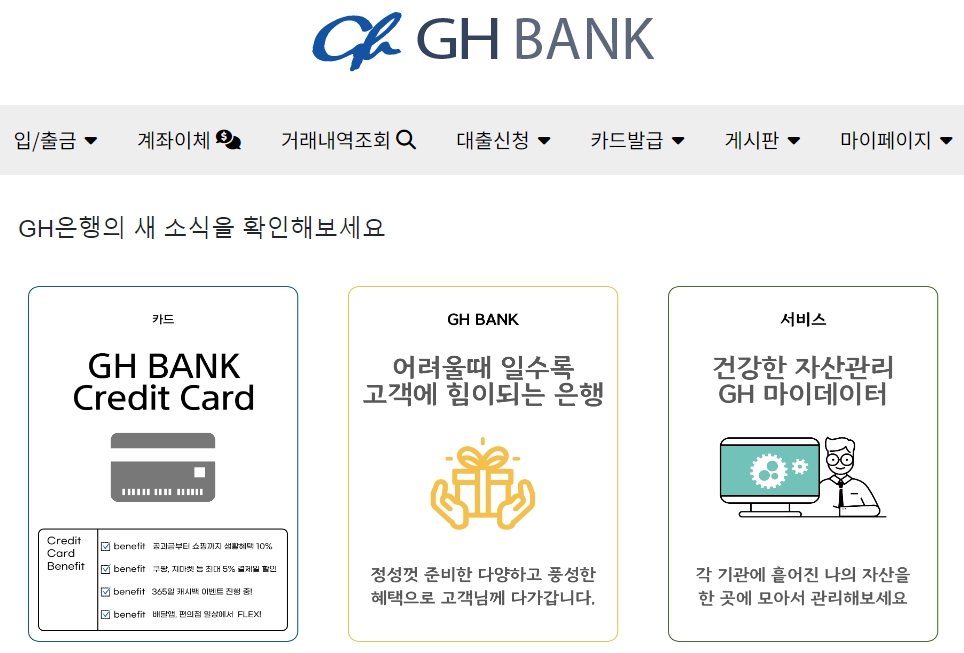 Gh GH BANK
입/출금 계좌이체 거래내역조회 대출신청 카드발급 게시판 마이페이지
GH은행의 새 소식을 확인해보세요
카드
GH BANK
Credit Card
Credit
Card
Benefit
benefit 공과금부터 쇼핑까지 생활혜택 10%
benefit 쿠팡, 지마켓 등 최대 5% 결제일 할인
benefit 365일 캐시백 이벤트 진행 중!
benefit 배달앱, 편의점 일상에서 FLEX!
GH BANK
어려울때 일수록
고객에 힘이되는 은행
정성껏 준비한 다양하고 풍성한
혜택으로 고객님께 다가갑니다.
서비스
건강한 자산관리
GH 마이데이터
각 기관에 흩어진 나의 자산을
한 곳에 모아서 관리해보세요